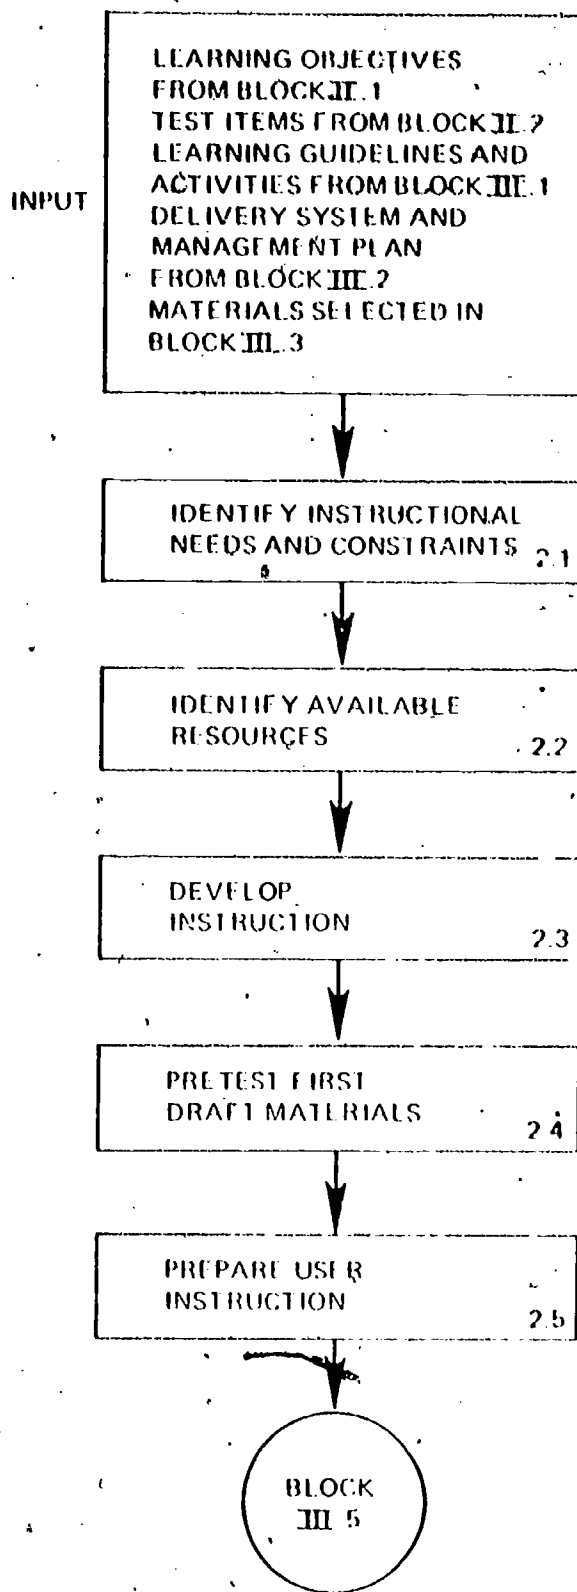 LEARNING OBJECTIVES
FROM BLOCK II.1
TEST ITEMS FROM BLOCK II.2
LEARNING GUIDELINES AND
ACTIVITIES FROM BLOCK III.1
INPUT
DELIVERY SYSTEM AND
MANAGEMENT PLAN
FROM BLOCK III.2
MATERIALS SELECTED IN
BLOCK III.3
IDENTIFY INSTRUCTIONAL
NEEDS AND CONSTRAINTS 2.1
IDENTIFY AVAILABLE
RESOURCES 2.2
DEVELOP
INSTRUCTION 2.3
PRETEST FIRST
DRAFT MATERIALS 2.4
PREPARE USER
INSTRUCTION 2.5
BLOCK
III 5